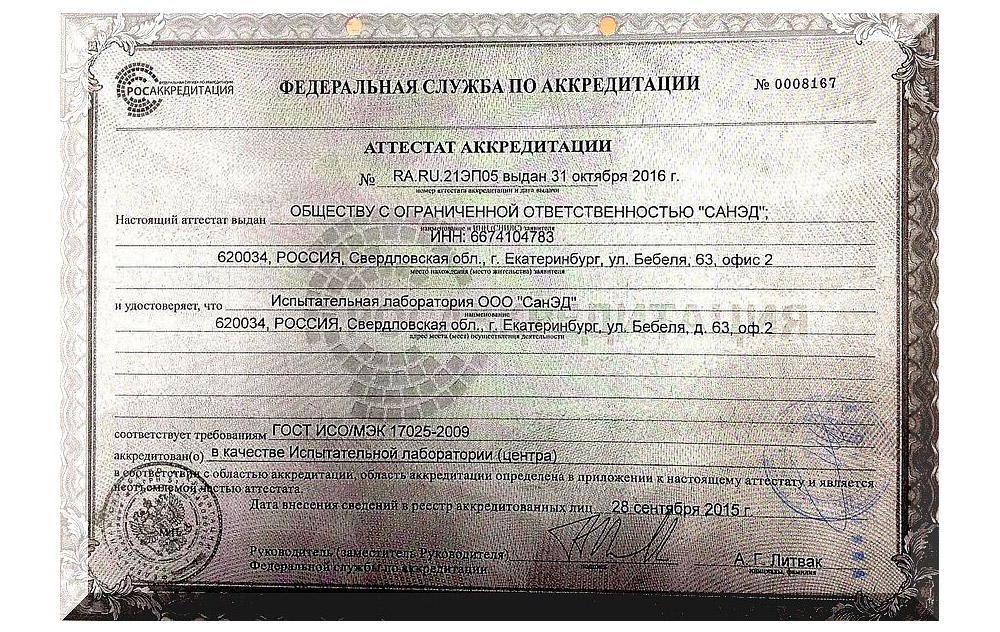 ФЕДЕРАЛЬНАЯ СЛУЖБА ПО АККРЕДИТАЦИИ
РОСАККРЕДИТАЦИЯ
ФЕДЕРАЛЬНАЯ СЛУЖБА ПО АККРЕДИТАЦИИ
№ 0008167
АТТЕСТАТ АККРЕДИТАЦИИ
№ RA.RU.21ЭП05 выдан 31 октября 2016 г.
номер аттестата аккредитации и дата выдачи
Настоящий аттестат выдан ОБЩЕСТВУ С ОГРАНИЧЕННОЙ ОТВЕТСТВЕННОСТЬЮ "САНЭД";
наименование и ИНН (СНИЛС) заявителя
ИНН: 6674104783
620034, РОССИЯ, Свердловская обл., г. Екатеринбург, ул. Бебеля, 63, офис 2
место нахождения (место жительства) заявителя
и удостоверяет, что Испытательная лаборатория ООО "СанЭД"
наименование
620034, РОССИЯ, Свердловская обл., г. Екатеринбург, ул. Бебеля, д. 63, оф.2
адрес места (мест) осуществления деятельности
соответствует требованиям ГОСТ ИСО/МЭК 17025-2009
аккредитован(о) в качестве Испытательной лаборатории (центра)
в соответствии с областью аккредитации, область аккредитации определена в приложении к настоящему аттестату и является
неотъемлемой частью аттестата.
Дата внесения сведений в реестр аккредитованных лиц 28 сентября 2015 г.
Руководитель (заместитель Руководителя)
Федеральной службы по аккредитации
подпись
А. Г. Литвак
инициалы, фамилия